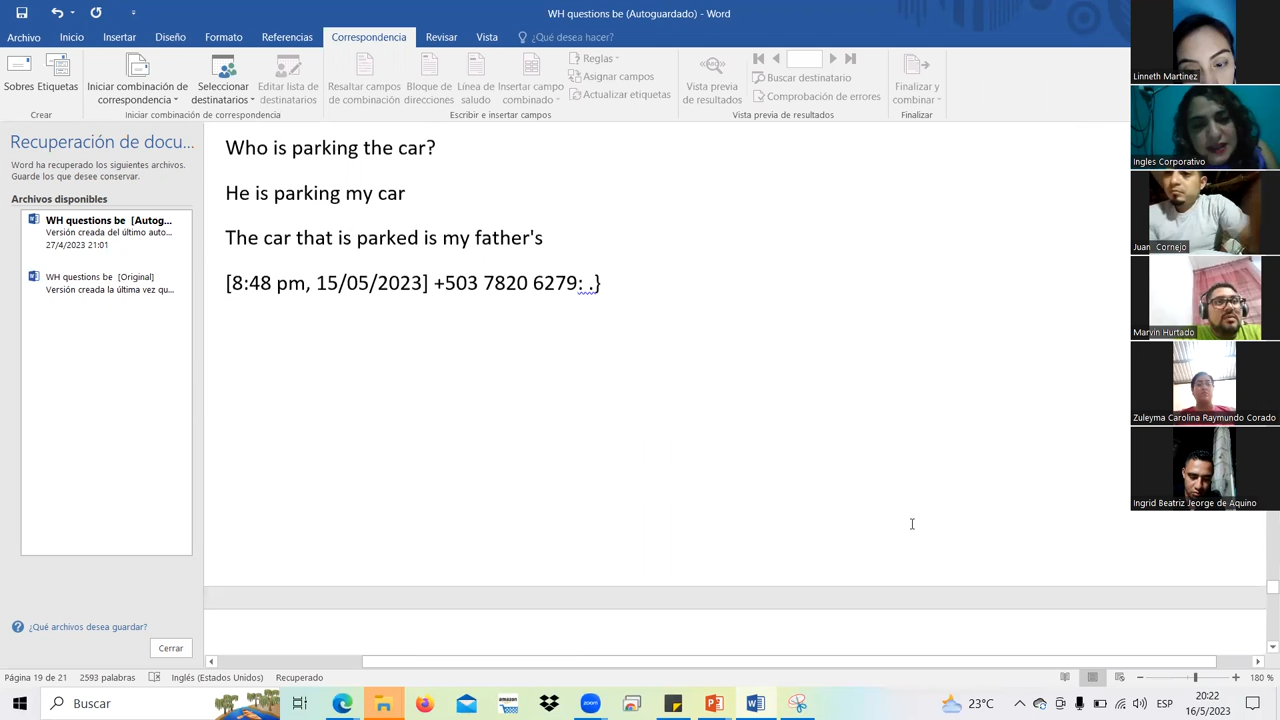 WH questions be (Autoguardado) - Word
Archivo Inicio Insertar Diseño Formato Referencias Correspondencia Revisar Vista ¿Qué desea hacer?
Sobres Etiquetas
Iniciar combinación de correspondencia
Seleccionar destinatarios
Editar lista de destinatarios
Resaltar campos de combinación
Bloque de direcciones
Línea de saludo
Insertar campo combinado
Reglas
Asignar campos
Actualizar etiquetas
Vista previa de resultados
Buscar destinatario
Comprobación de errores
Finalizar y combinar
Crear
Iniciar combinación de correspondencia
Escribir e insertar campos
Vista previa de resultados
Finalizar
Recuperación de docu...
Word ha recuperado los siguientes archivos.
Guarde los que desee conservar.
Archivos disponibles
WH questions be [Autog...
Versión creada del último auto...
27/4/2023 21:01
WH questions be [Original]
Versión creada la última vez qu...
¿Qué archivos desea guardar?
Cerrar
Who is parking the car?
He is parking my car
The car that is parked is my father's
[8:48 pm, 15/05/2023] +503 7820 6279: .}
Linneth Martinez
Ingles Corporativo
Juan Cornejo
Marvin Hurtado
Zuleyma Carolina Raymundo Corado
Ingrid Beatriz Jeorge de Aquino
Página 19 de 21 2593 palabras Inglés (Estados Unidos) Recuperado 180 %
Buscar
amazon
zoom
23°C
ESP
20:22
16/5/2023